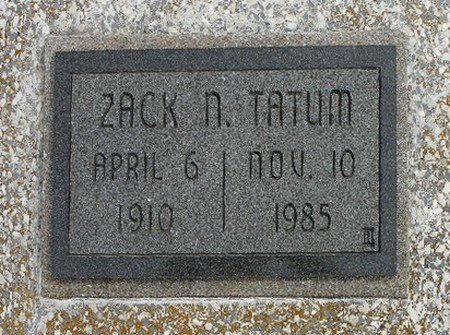 ZACK N. TATUM
APRIL 6 | NOV. 10
1910 | 1985